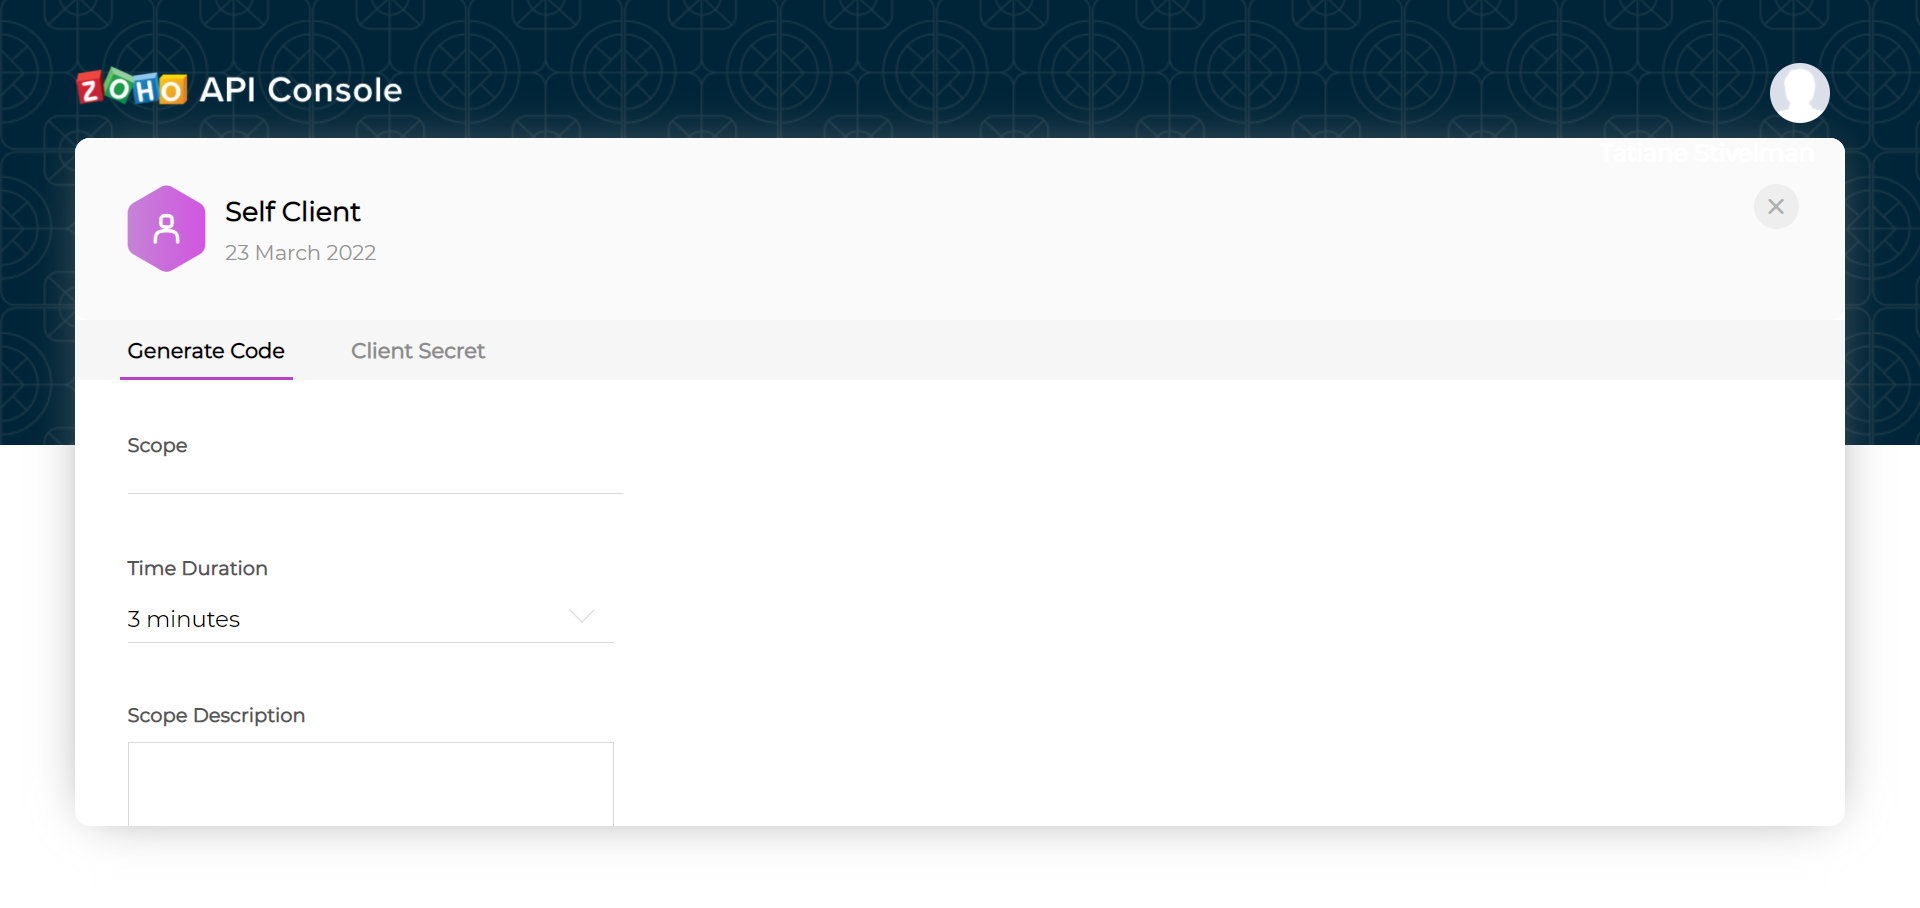 ZOHO API Console
Tatiane Stivelman
Self Client
23 March 2022
Generate Code
Client Secret
Scope
Time Duration
3 minutes
Scope Description